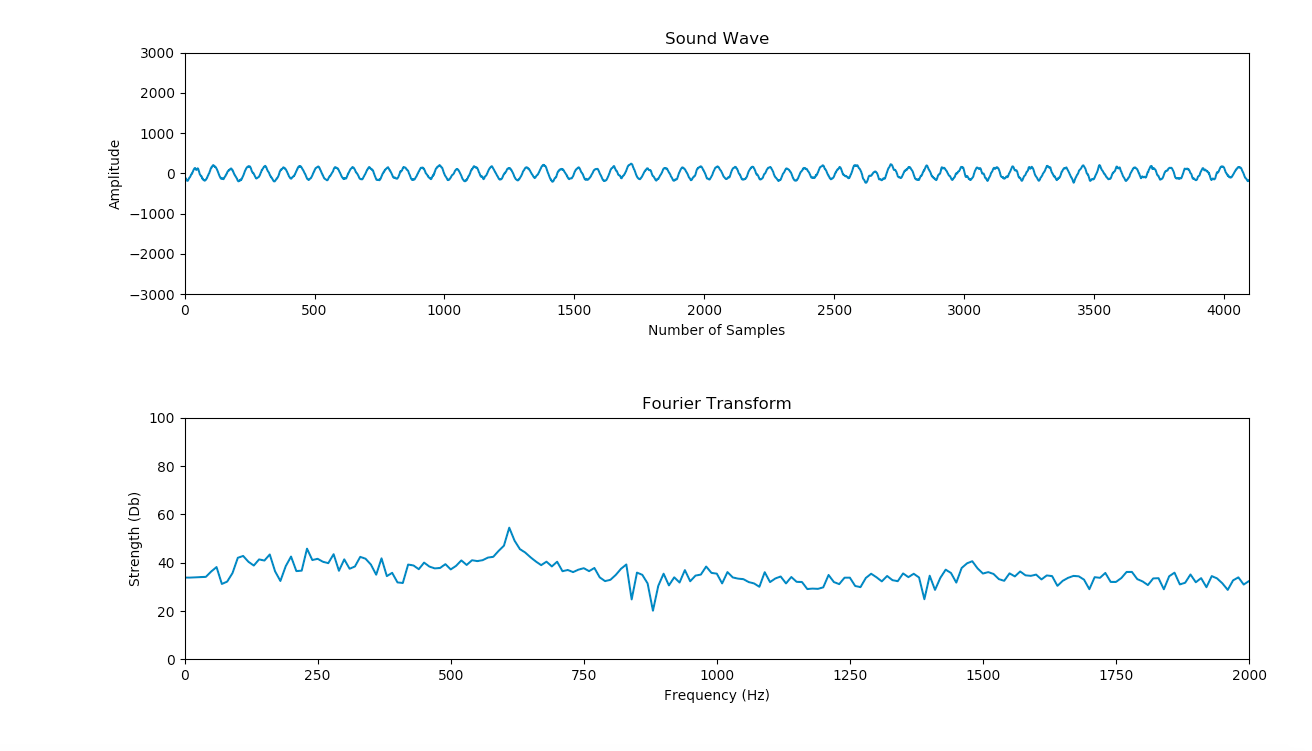 Sound Wave
3000
2000
1000
0
−1000
−2000
−3000
Amplitude
0 500 1000 1500 2000 2500 3000 3500 4000
Number of Samples
Fourier Transform
100
80
60
40
20
0
Strength (Db)
0 250 500 750 1000 1250 1500 1750 2000
Frequency (Hz)